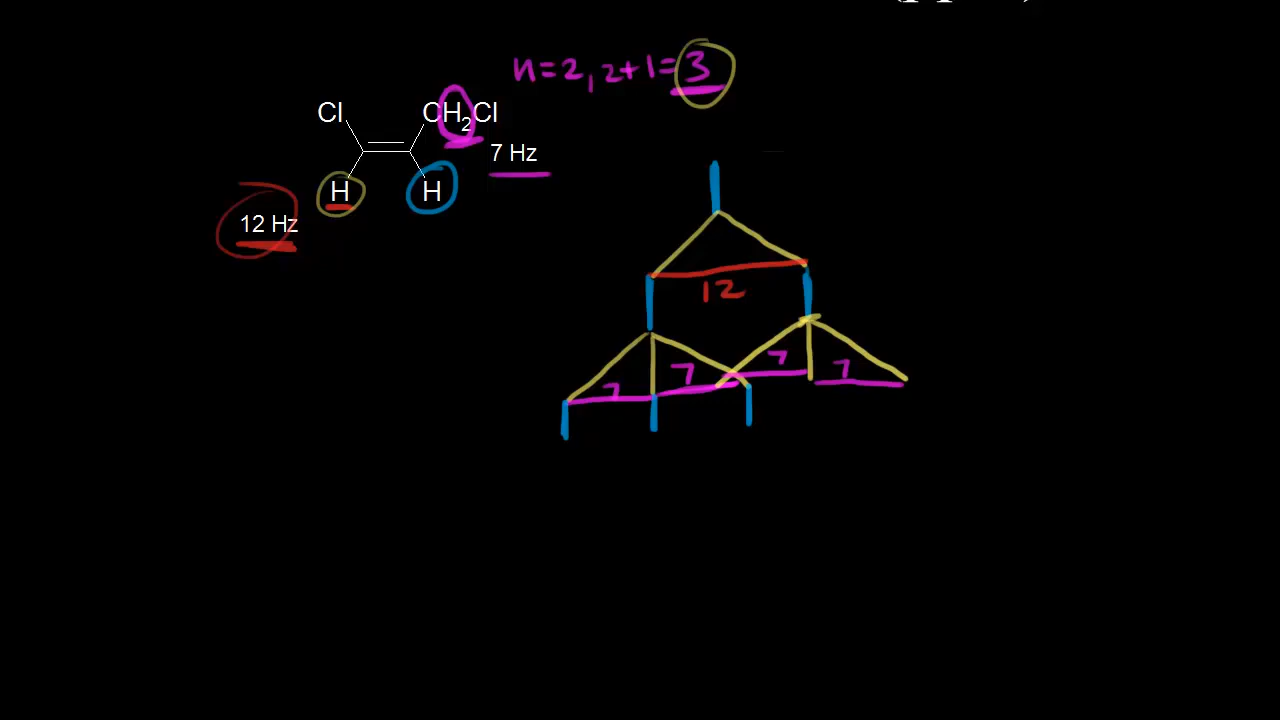 n=2, 2+1=3
Cl CH2Cl
7 Hz
H H
12 Hz
12
7 7 7 7